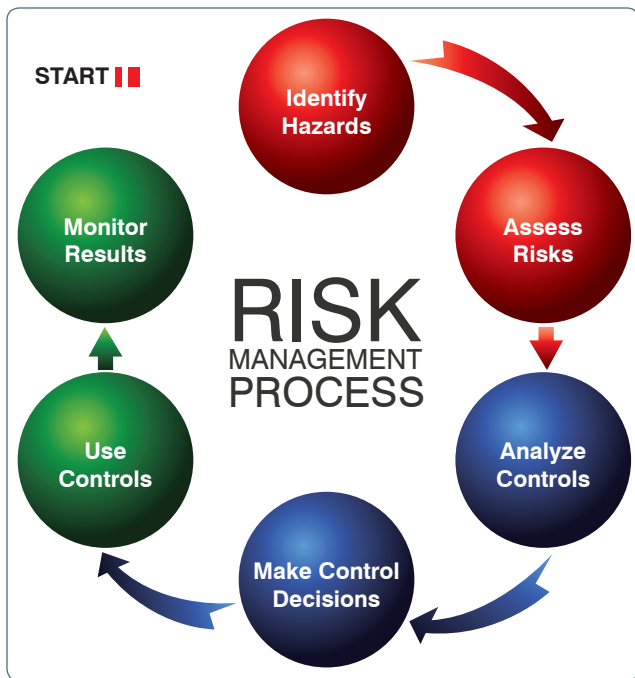 START
Identify
Hazards
Assess
Risks
Analyze
Controls
Make Control
Decisions
Use
Controls
Monitor
Results
RISK
MANAGEMENT
PROCESS